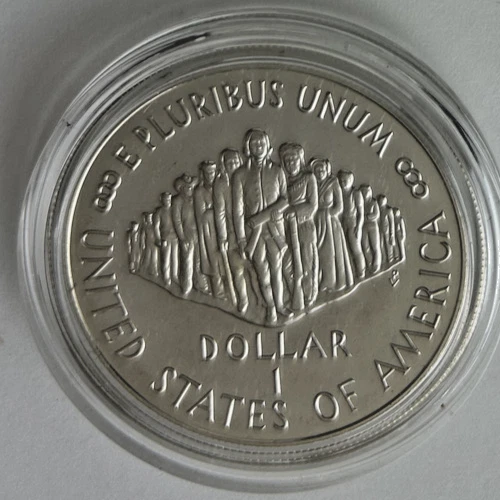 E PLURIBUS UNUM
DOLLAR
1
UNITED STATES OF AMERICA